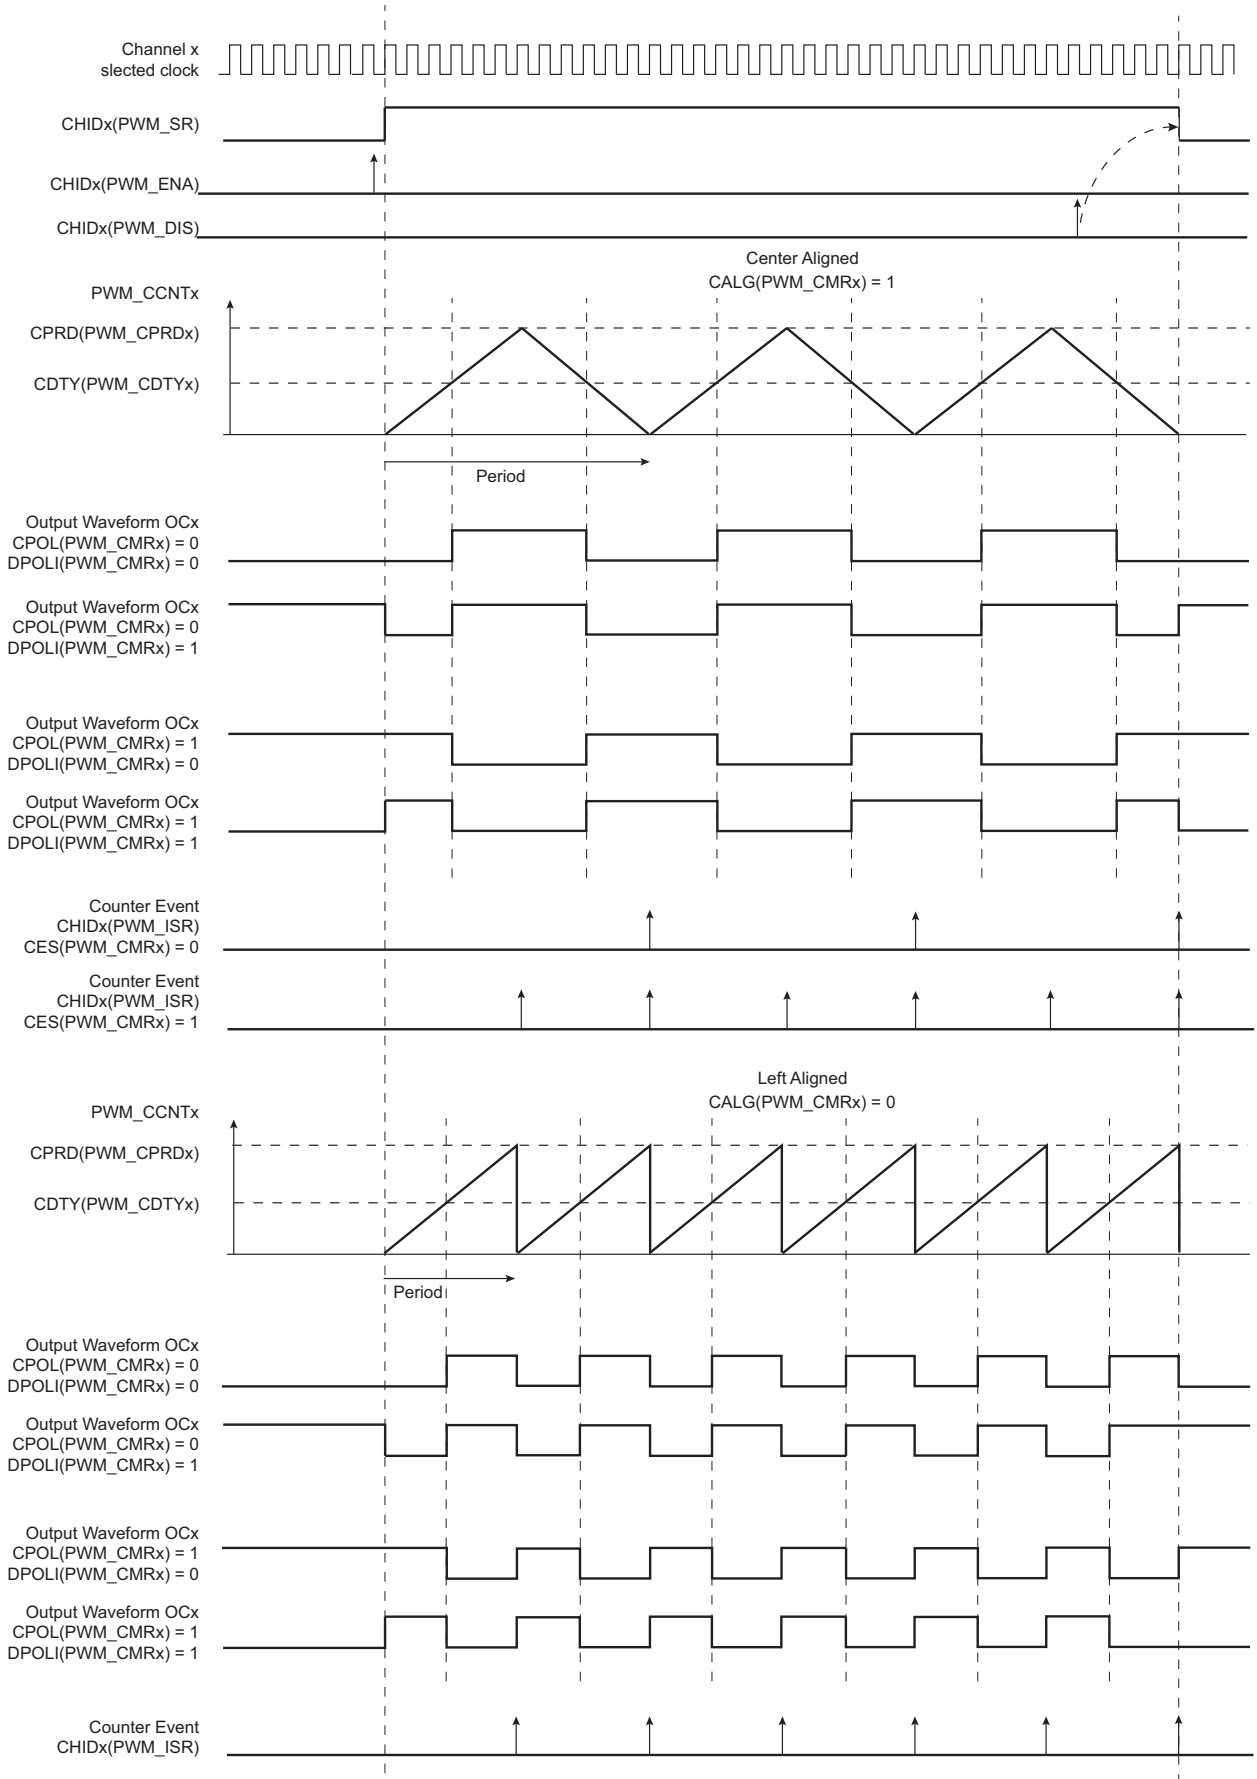 Channel x
slected clock
CHIDx(PWM_SR)
CHIDx(PWM_ENA)
CHIDx(PWM_DIS)
Center Aligned
CALG(PWM_CMRx) = 1
PWM_CCNTx
CPRD(PWM_CPRDx)
CDTY(PWM_CDTYx)
Period
Output Waveform OCx
CPOL(PWM_CMRx) = 0
DPOLI(PWM_CMRx) = 0
Output Waveform OCx
CPOL(PWM_CMRx) = 0
DPOLI(PWM_CMRx) = 1
Output Waveform OCx
CPOL(PWM_CMRx) = 1
DPOLI(PWM_CMRx) = 0
Output Waveform OCx
CPOL(PWM_CMRx) = 1
DPOLI(PWM_CMRx) = 1
Counter Event
CHIDx(PWM_ISR)
CES(PWM_CMRx) = 0
Counter Event
CHIDx(PWM_ISR)
CES(PWM_CMRx) = 1
Left Aligned
CALG(PWM_CMRx) = 0
PWM_CCNTx
CPRD(PWM_CPRDx)
CDTY(PWM_CDTYx)
Period
Output Waveform OCx
CPOL(PWM_CMRx) = 0
DPOLI(PWM_CMRx) = 0
Output Waveform OCx
CPOL(PWM_CMRx) = 0
DPOLI(PWM_CMRx) = 1
Output Waveform OCx
CPOL(PWM_CMRx) = 1
DPOLI(PWM_CMRx) = 0
Output Waveform OCx
CPOL(PWM_CMRx) = 1
DPOLI(PWM_CMRx) = 1
Counter Event
CHIDx(PWM_ISR)